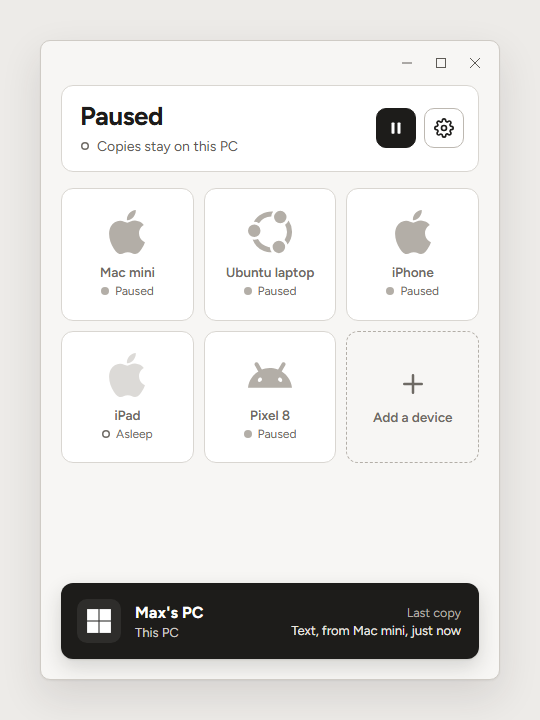 Paused
Copies stay on this PC
Mac mini
Paused
Ubuntu laptop
Paused
iPhone
Paused
iPad
Asleep
Pixel 8
Paused
Add a device
Max's PC
This PC
Last copy
Text, from Mac mini, just now